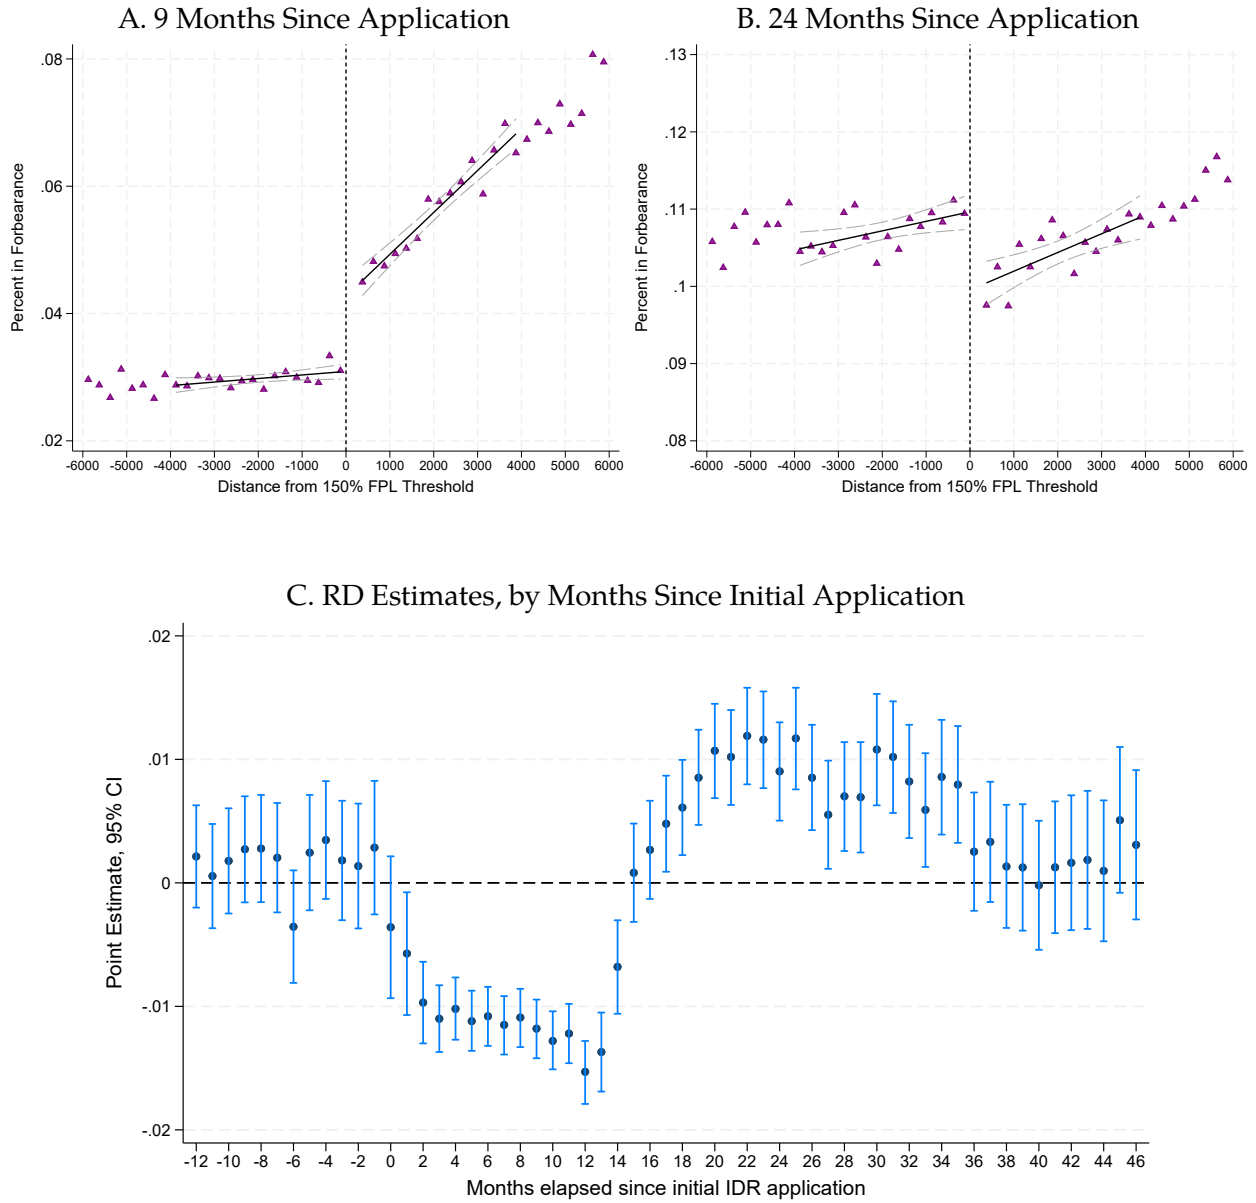 A. 9 Months Since Application
.08
.06
.04
.02
Percent in Forbearance
-6000 -5000 -4000 -3000 -2000 -1000 0 1000 2000 3000 4000 5000 6000
Distance from 150% FPL Threshold
B. 24 Months Since Application
.13
.12
.11
.1
.09
.08
Percent in Forbearance
-6000 -5000 -4000 -3000 -2000 -1000 0 1000 2000 3000 4000 5000 6000
Distance from 150% FPL Threshold
C. RD Estimates, by Months Since Initial Application
.02
.01
0
-.01
-.02
Point Estimate, 95% CI
-12 -10 -8 -6 -4 -2 0 2 4 6 8 10 12 14 16 18 20 22 24 26 28 30 32 34 36 38 40 42 44 46
Months elapsed since initial IDR application